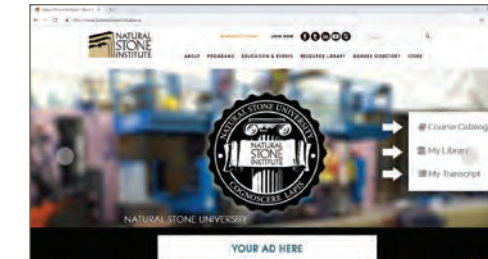 NATURAL
STONE
INSTITUTE
JOIN NOW
ABOUT PROGRAMS EDUCATION & EVENTS RESOURCE LIBRARY MEMBER DIRECTORY STORE
NATURAL STONE UNIVERSITY
NATURAL
STONE
INSTITUTE
COGNOSCERE LAPIS
Course Catalog
My Library
My Transcript
NATURAL STONE UNIVERSITY
YOUR AD HERE